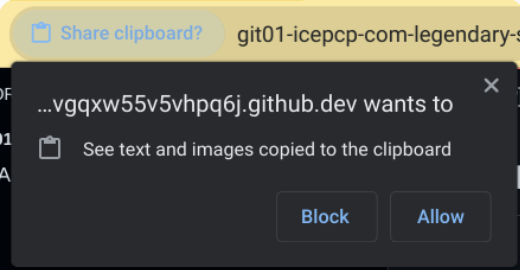 Share clipboard? git01-icepcp-com-legendary-s
...vgqxw55v5vhpq6j.github.dev wants to
See text and images copied to the clipboard
Block Allow